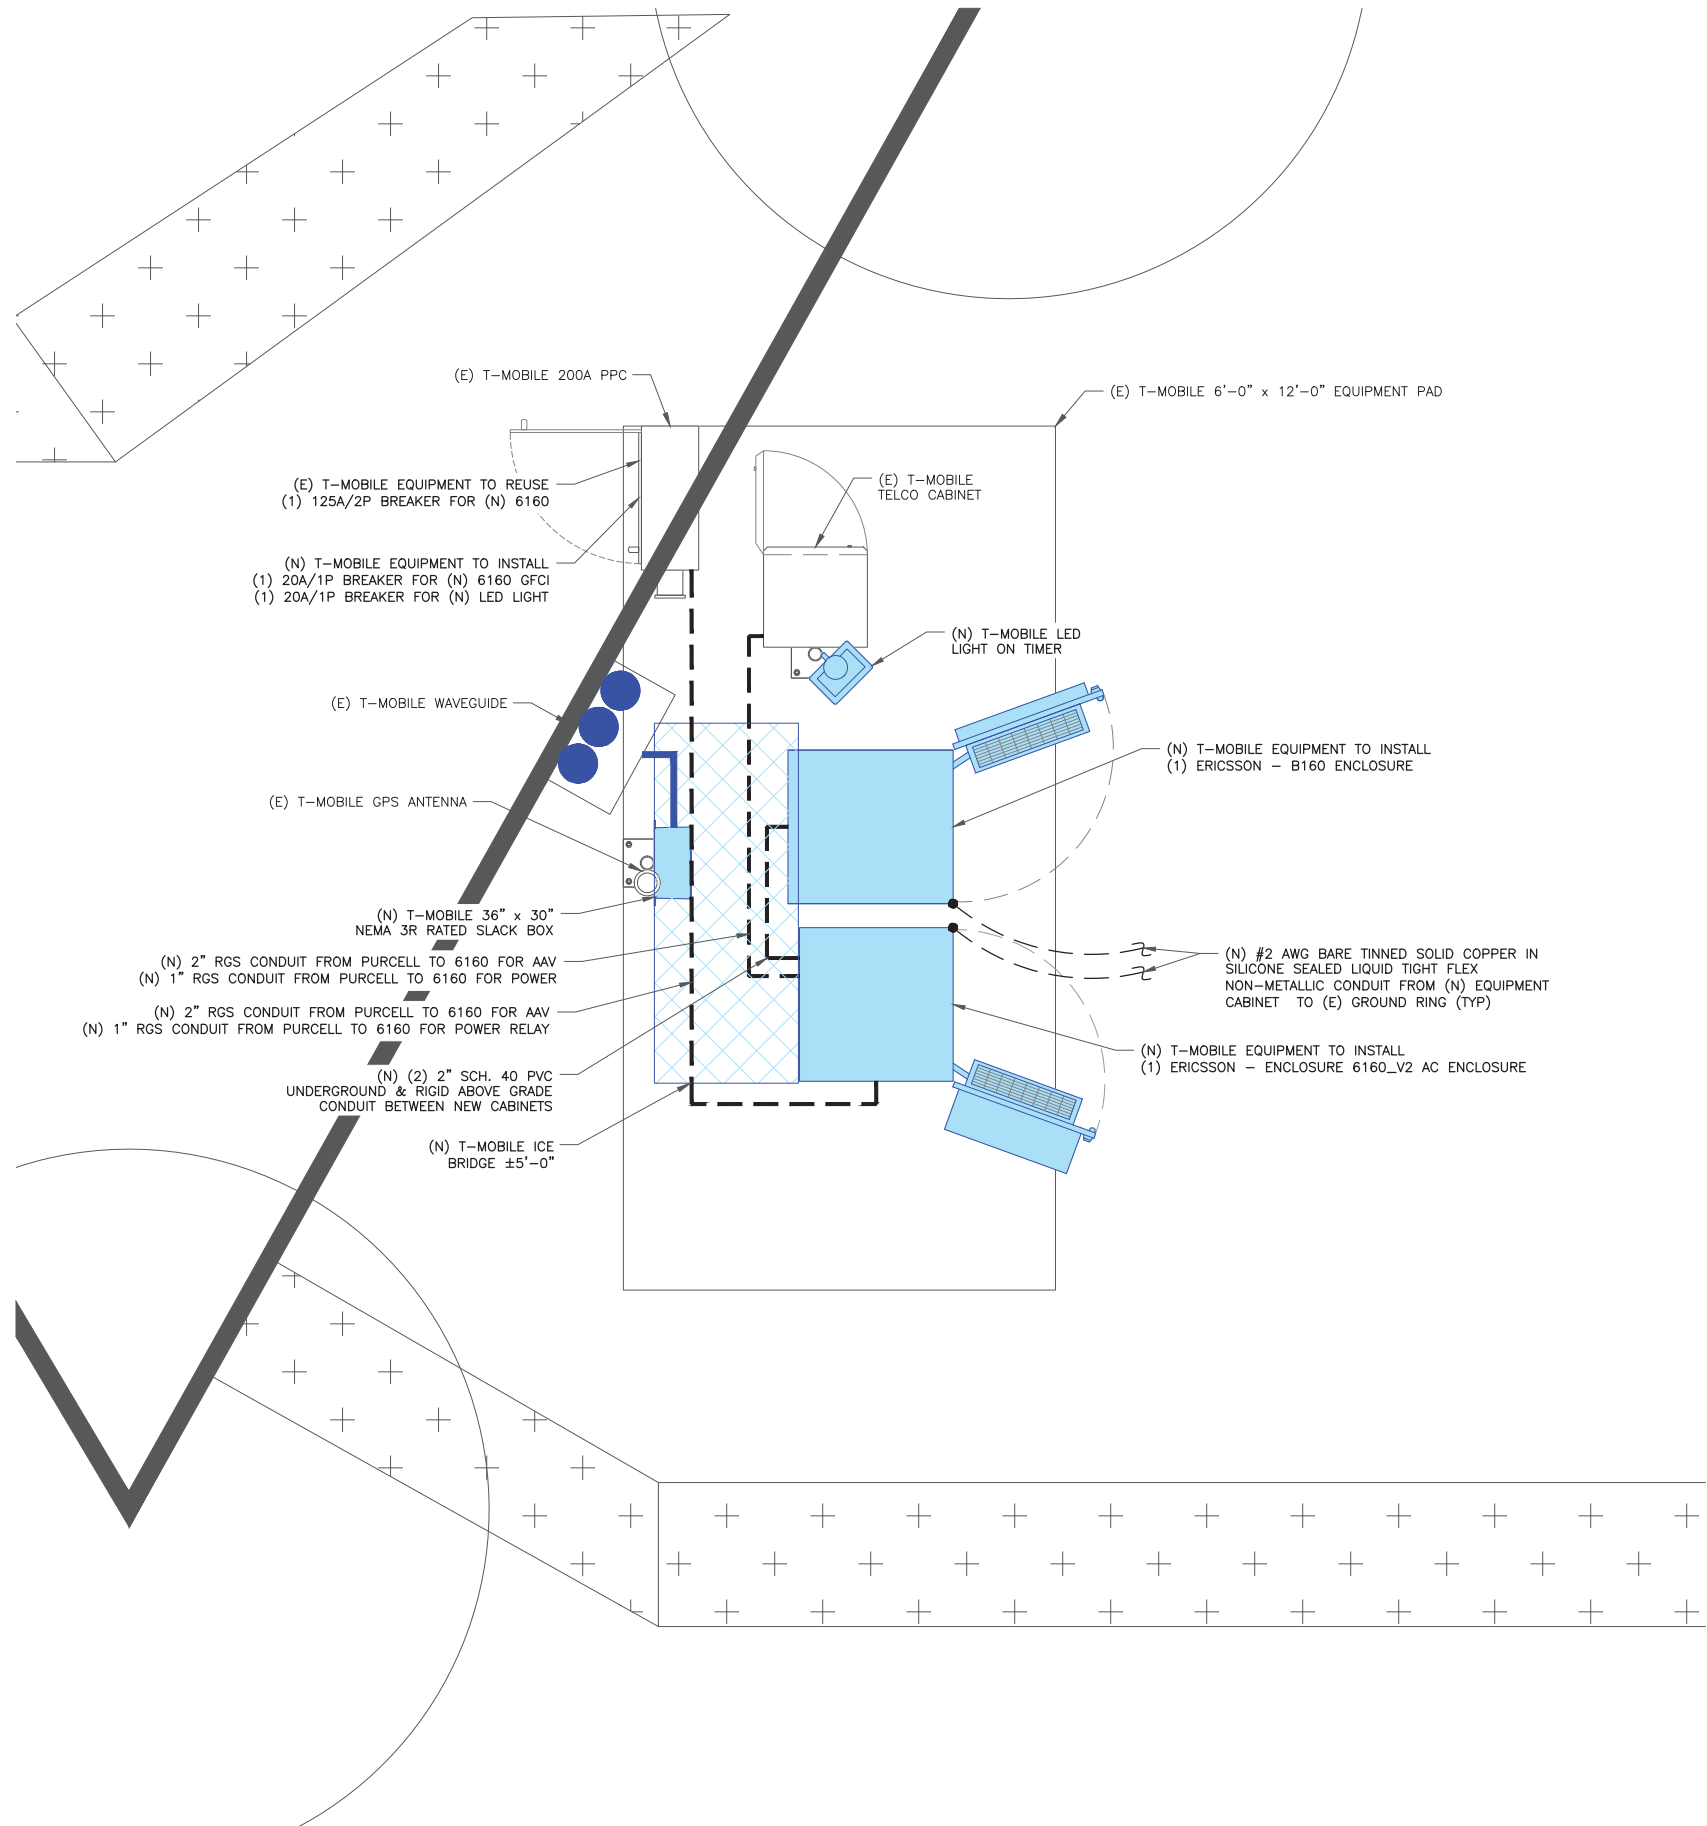 (E) T-MOBILE 200A PPC
(E) T-MOBILE 6'-0" x 12'-0" EQUIPMENT PAD
(E) T-MOBILE EQUIPMENT TO REUSE
(1) 125A/2P BREAKER FOR (N) 6160
(E) T-MOBILE
TELCO CABINET
(N) T-MOBILE EQUIPMENT TO INSTALL
(1) 20A/1P BREAKER FOR (N) 6160 GFCI
(1) 20A/1P BREAKER FOR (N) LED LIGHT
(N) T-MOBILE LED
LIGHT ON TIMER
(E) T-MOBILE WAVEGUIDE
(N) T-MOBILE EQUIPMENT TO INSTALL
(1) ERICSSON - B160 ENCLOSURE
(E) T-MOBILE GPS ANTENNA
(N) T-MOBILE 36" x 30"
NEMA 3R RATED SLACK BOX
(N) 2" RGS CONDUIT FROM PURCELL TO 6160 FOR AAV
(N) 1" RGS CONDUIT FROM PURCELL TO 6160 FOR POWER
(N) #2 AWG BARE TINNED SOLID COPPER IN
SILICONE SEALED LIQUID TIGHT FLEX
NON-METALLIC CONDUIT FROM (N) EQUIPMENT
CABINET TO (E) GROUND RING (TYP)
(N) 2" RGS CONDUIT FROM PURCELL TO 6160 FOR AAV
(N) 1" RGS CONDUIT FROM PURCELL TO 6160 FOR POWER RELAY
(N) T-MOBILE EQUIPMENT TO INSTALL
(1) ERICSSON - ENCLOSURE 6160_V2 AC ENCLOSURE
(N) (2) 2" SCH. 40 PVC
UNDERGROUND & RIGID ABOVE GRADE
CONDUIT BETWEEN NEW CABINETS
(N) T-MOBILE ICE
BRIDGE ±5'-0"